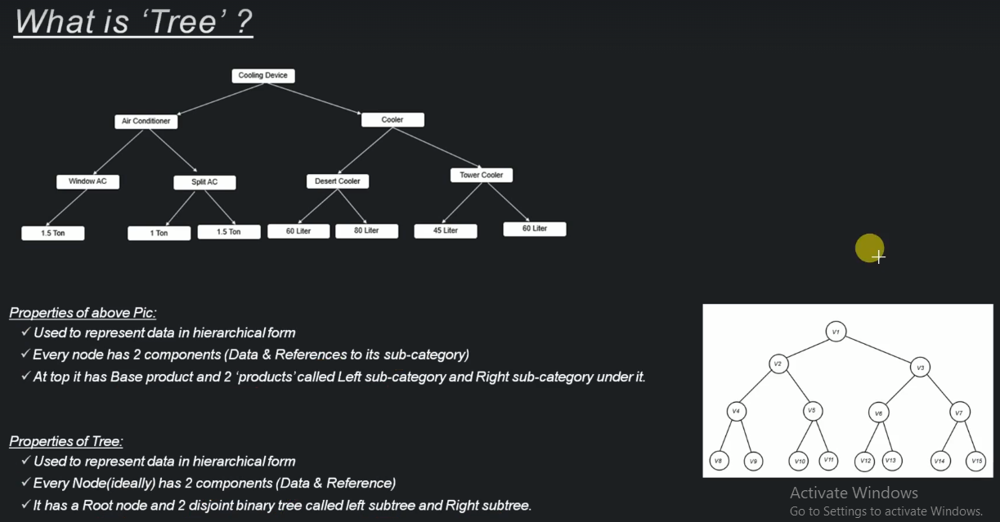 What is ‘Tree’ ?
Cooling Device
Air Conditioner
Cooler
Window AC
Split AC
Desert Cooler
Tower Cooler
1.5 Ton
1 Ton
1.5 Ton
60 Liter
80 Liter
45 Liter
60 Liter
Properties of above Pic:
✓ Used to represent data in hierarchical form
✓ Every node has 2 components (Data & References to its sub-category)
✓ At top it has Base product and 2 ‘products’ called Left sub-category and Right sub-category under it.
Properties of Tree:
✓ Used to represent data in hierarchical form
✓ Every Node(ideally) has 2 components (Data & Reference)
✓ It has a Root node and 2 disjoint binary tree called left subtree and Right subtree.
V1
V2
V3
V4
V5
V6
V7
V8
V9
V10
V11
V12
V13
V14
V15
Activate Windows
Go to Settings to activate Windows.